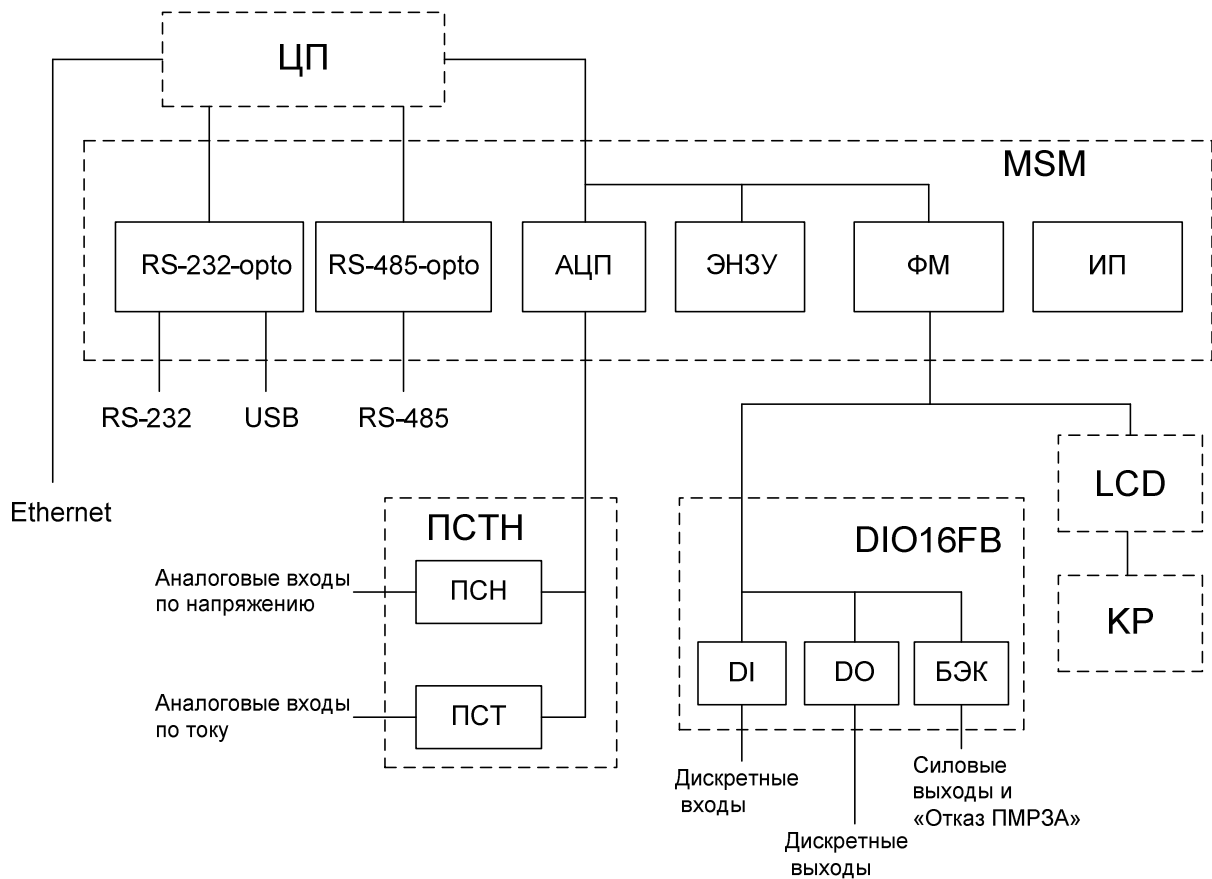 ЦП
MSM
RS-232-opto
RS-485-opto
АЦП
ЭНЗУ
ФМ
ИП
RS-232
USB
RS-485
Ethernet
LCD
ПСТН
DIO16FB
Аналоговые входы
по напряжению
ПСН
KP
DI
DO
БЭК
Аналоговые входы
по току
ПСТ
Дискретные
входы
Силовые
выходы и
«Отказ ПМРЗА»
Дискретные
выходы